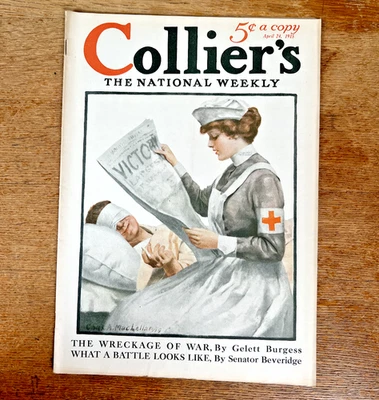 5¢ a copy
Collier's
THE NATIONAL WEEKLY
VICTORY
THE WRECKAGE OF WAR, By Gelett Burgess
WHAT A BATTLE LOOKS LIKE, By Senator Beveridge